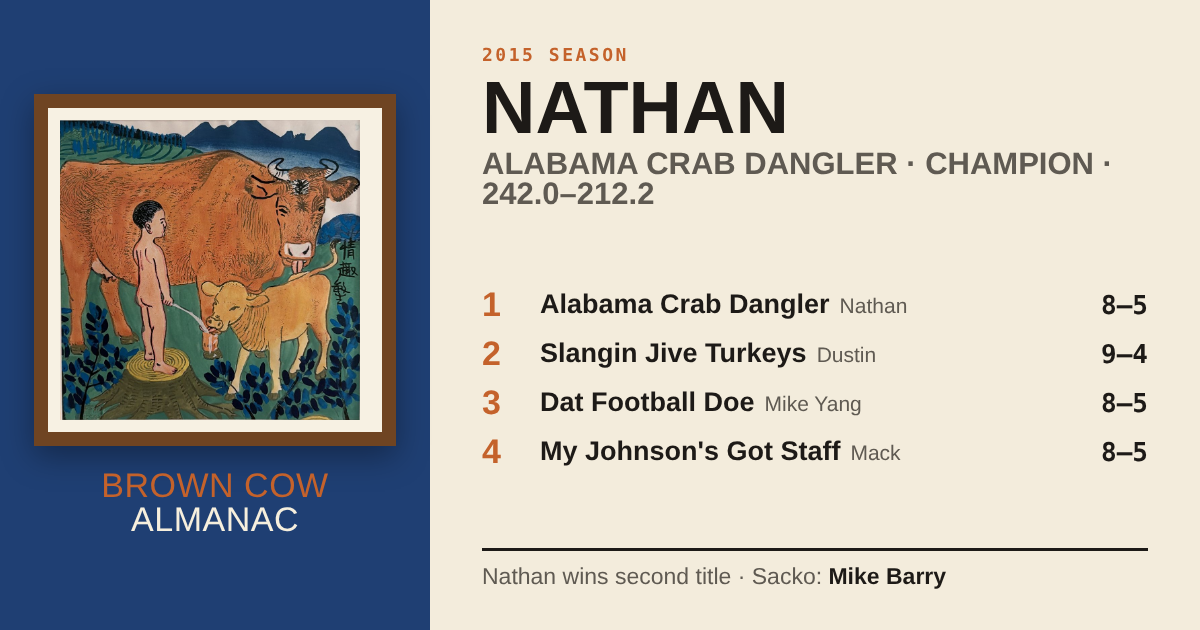 情
趣
BROWN COW
ALMANAC
2015 SEASON
NATHAN
ALABAMA CRAB DANGLER · CHAMPION ·
242.0–212.2
1 Alabama Crab Dangler Nathan 8–5
2 Slangin Jive Turkeys Dustin 9–4
3 Dat Football Doe Mike Yang 8–5
4 My Johnson's Got Staff Mack 8–5
Nathan wins second title · Sacko: Mike Barry